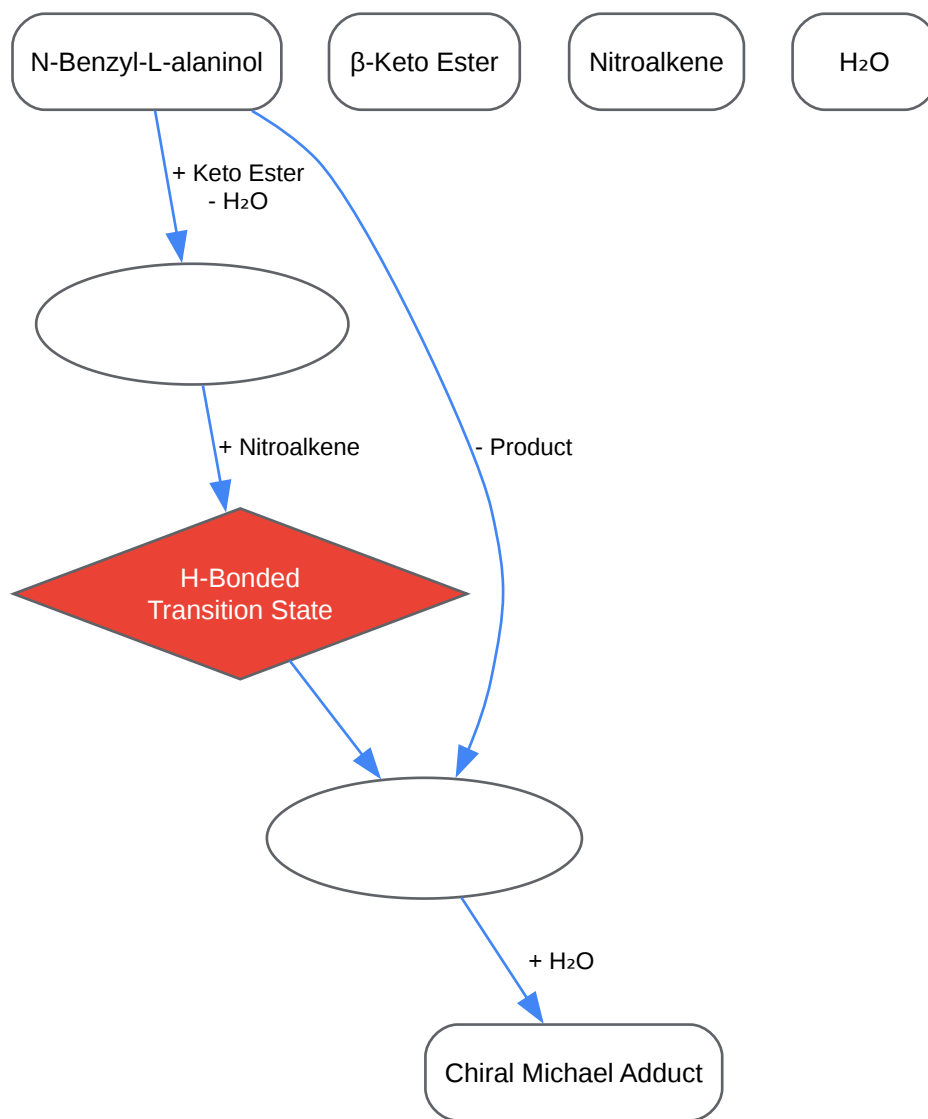 N-Benzyl-L-alaninol
β-Keto Ester
Nitroalkene
H₂O
+ Keto Ester
- H₂O
+ Nitroalkene
- Product
H-Bonded
Transition State
+ H₂O
Chiral Michael Adduct